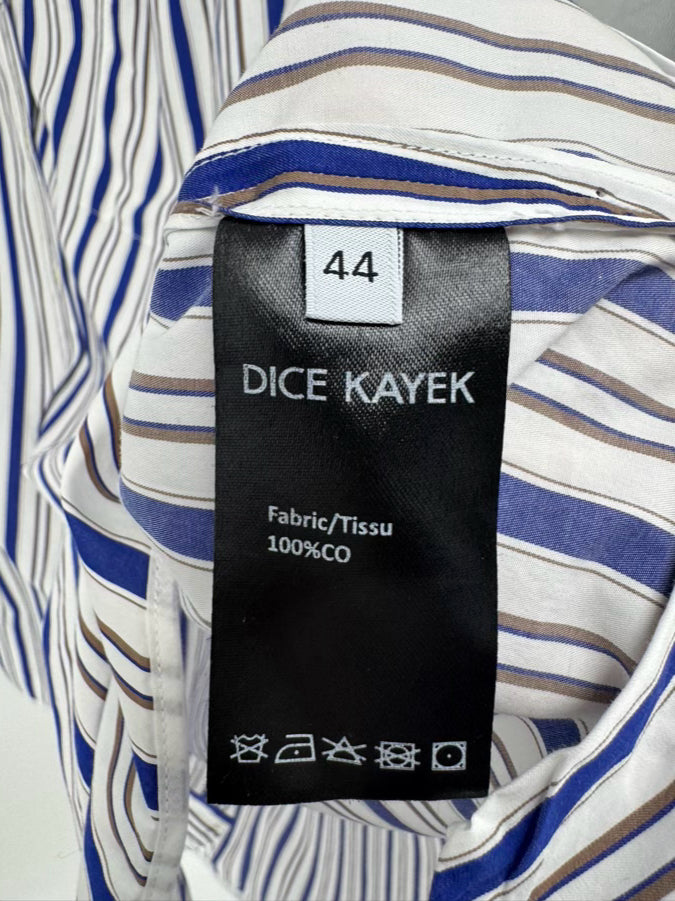 44
DICE KAYEK
Fabric/Tissu
100%CO